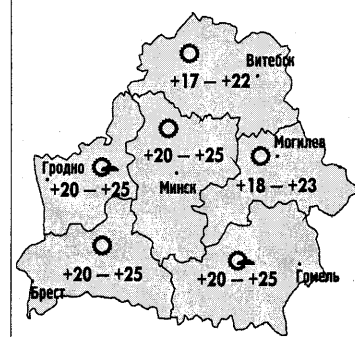 Витебск
+17 – +22
+20 – +25
Минск
Могилев
+18 – +23
Гродно
+20 – +25
+20 – +25
Брест
+20 – +25
Гомель